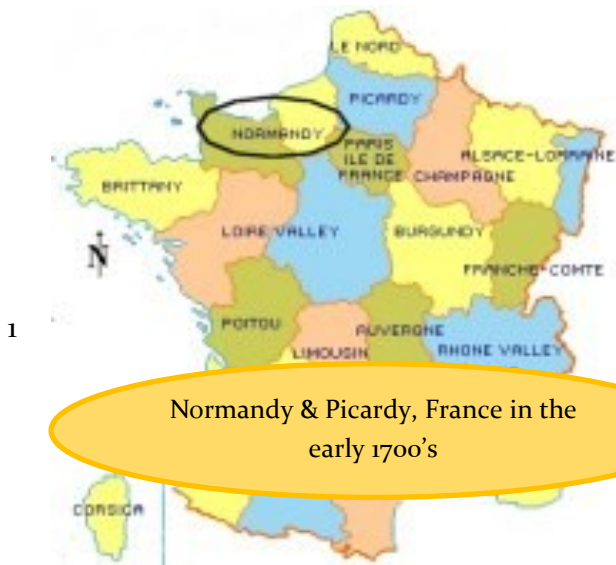 LE NORD
PICARDY
NORMANDY
PARIS
ILE DE
FRANCE
CHAMPAGNE
ALSACE-LORRAINE
BRITTANY
LOIRE VALLEY
BURGUNDY
N
FRANCHE-COMTE
1
POITOU
AUVERGNE
LIMOUSIN
RHONE VALLEY
Normandy & Picardy, France in the
early 1700's
CORSICA